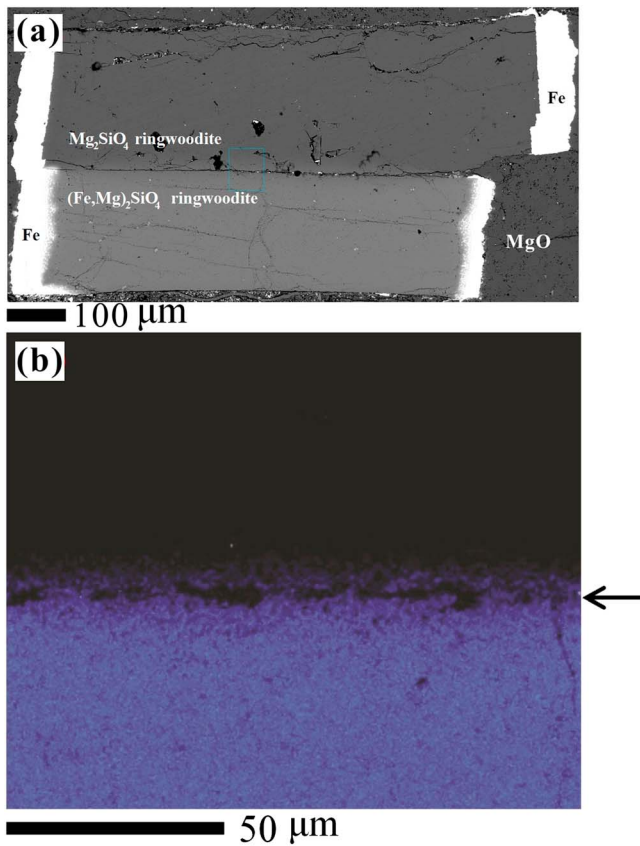 (a)
Fe
Mg₂SiO₄ ringwoodite
(Fe,Mg)₂SiO₄ ringwoodite
Fe
MgO
100 μm
(b)
50 μm